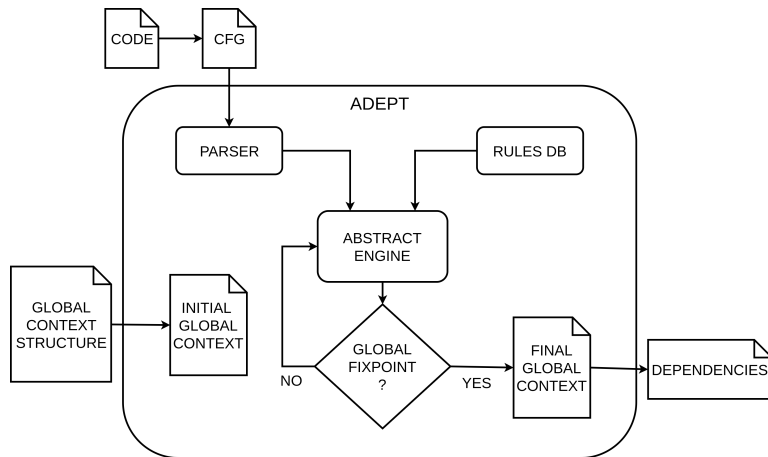 CODE
CFG
ADEPT
PARSER
RULES DB
ABSTRACT
ENGINE
GLOBAL
CONTEXT
STRUCTURE
INITIAL
GLOBAL
CONTEXT
GLOBAL
FIXPOINT
?
NO
YES
FINAL
GLOBAL
CONTEXT
DEPENDENCIES